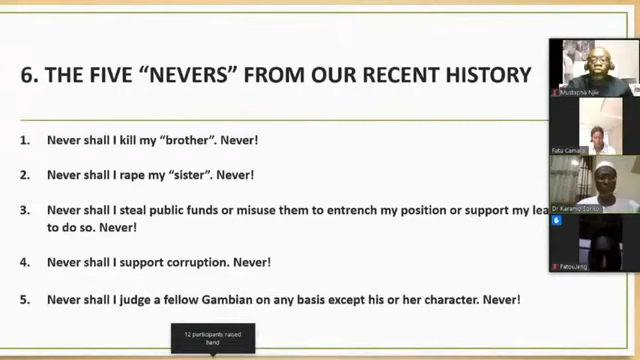 6. THE FIVE “NEVERS” FROM OUR RECENT HISTORY
1. Never shall I kill my “brother”. Never!
2. Never shall I rape my “sister”. Never!
3. Never shall I steal public funds or misuse them to entrench my position or support my
to do so. Never!
4. Never shall I support corruption. Never!
5. Never shall I judge a fellow Gambian on any basis except his or her character. Never!
Mustapha Njie
Fatu Camara
Dr Karamo
FatouJeng
12 participants raised
hand